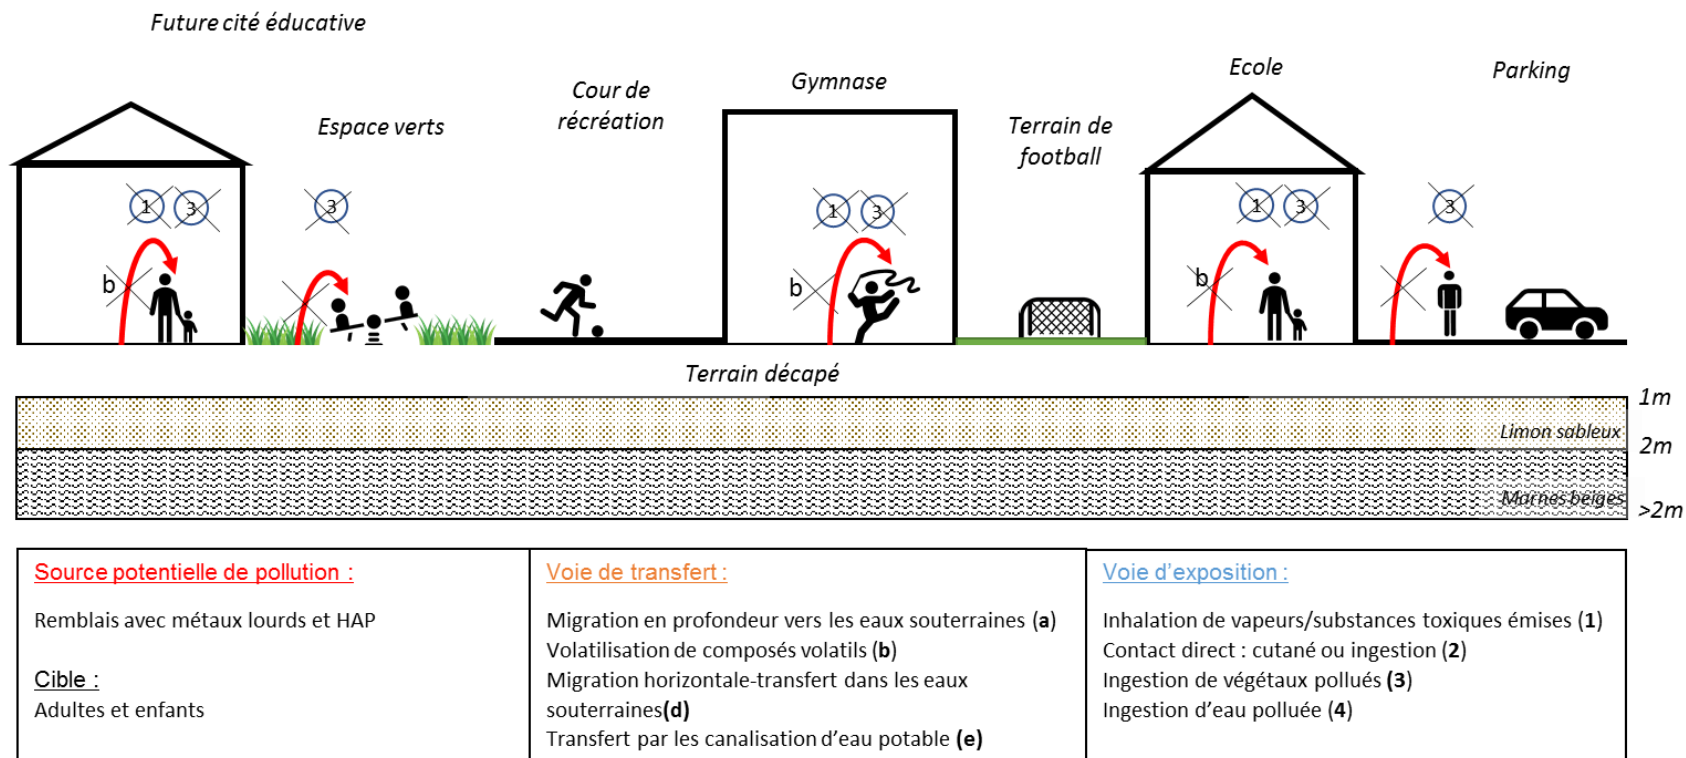 Future cité éducative
Espace verts
Cour de
récréation
Gymnase
Terrain de
football
Ecole
Parking
1 3
3
1 3
1 3
3
b
b
b
Terrain décapé
1m
Limon sableux
2m
Marnes beiges
>2m
Source potentielle de pollution :
Remblais avec métaux lourds et HAP
Cible :
Adultes et enfants
Voie de transfert :
Migration en profondeur vers les eaux souterraines (a)
Volatilisation de composés volatils (b)
Migration horizontale-transfert dans les eaux
souterraines(d)
Transfert par les canalisation d'eau potable (e)
Voie d'exposition :
Inhalation de vapeurs/substances toxiques émises (1)
Contact direct : cutané ou ingestion (2)
Ingestion de végétaux pollués (3)
Ingestion d'eau polluée (4)